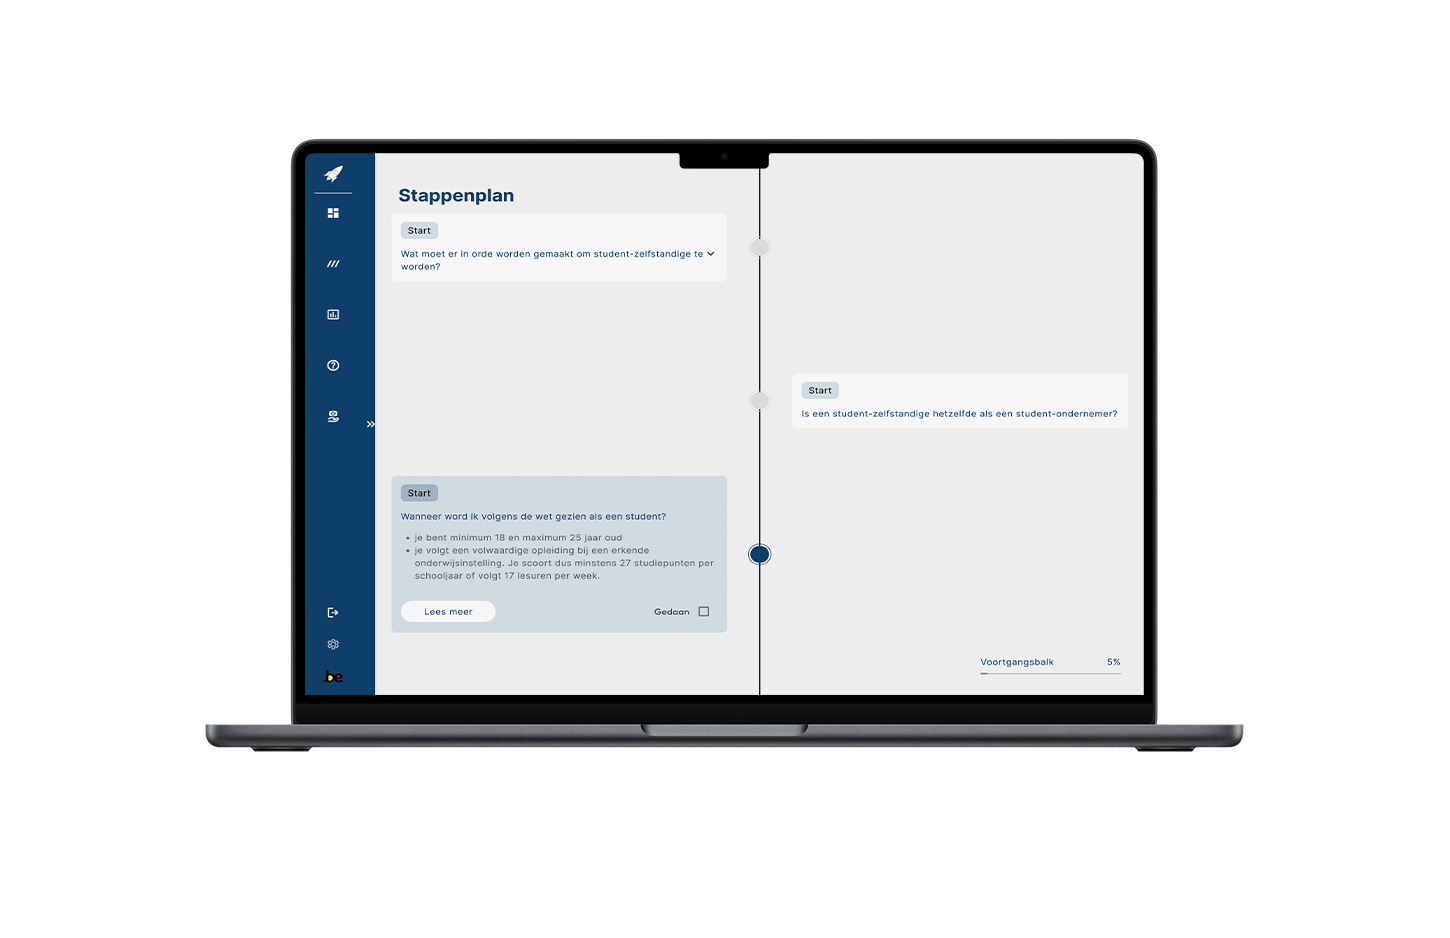 Stappenplan
Start
Wat moet er in orde worden gemaakt om student-zelfstandige te
worden?
Start
Is een student-zelfstandige hetzelfde als een student-ondernemer?
Start
Wanneer word ik volgens de wet gezien als een student?
• je bent minimum 18 en maximum 25 jaar oud
• je volgt een volwaardige opleiding bij een erkende
onderwijsinstelling. Je scoort dus minstens 27 studiepunten per
schooljaar of volgt 17 lesuren per week.
Lees meer
Gedaan
Voortgangsbalk 5%
.be